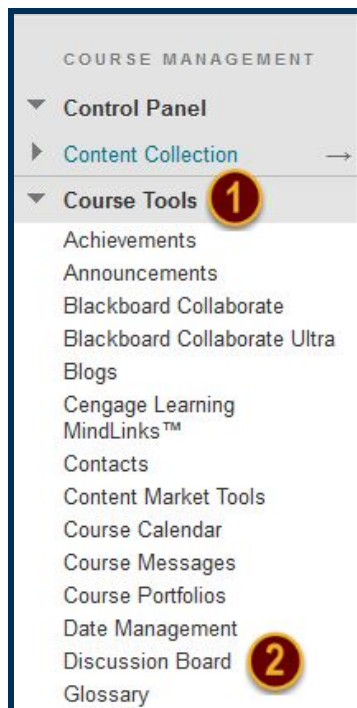 COURSE MANAGEMENT
Control Panel
Content Collection →
Course Tools 1
Achievements
Announcements
Blackboard Collaborate
Blackboard Collaborate Ultra
Blogs
Cengage Learning
MindLinks™
Contacts
Content Market Tools
Course Calendar
Course Messages
Course Portfolios
Date Management
Discussion Board 2
Glossary